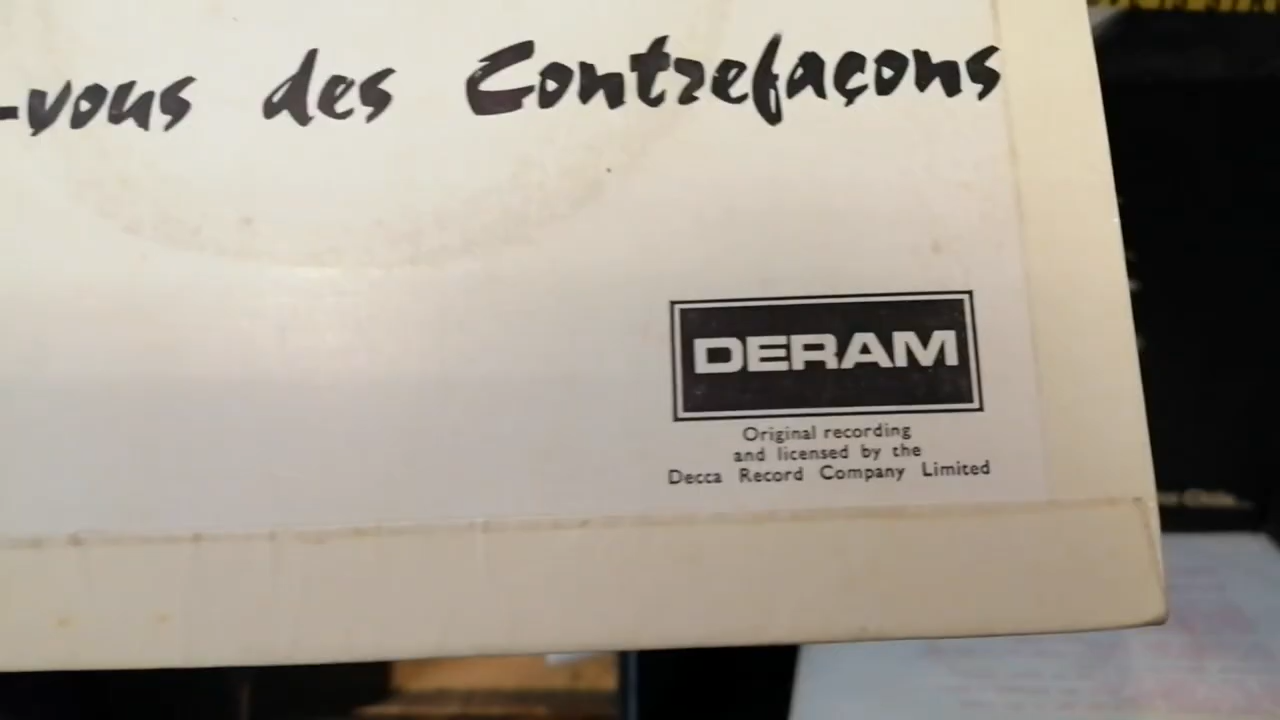 -vous des Contrefaçons
DERAM
Original recording
and licensed by the
Decca Record Company Limited